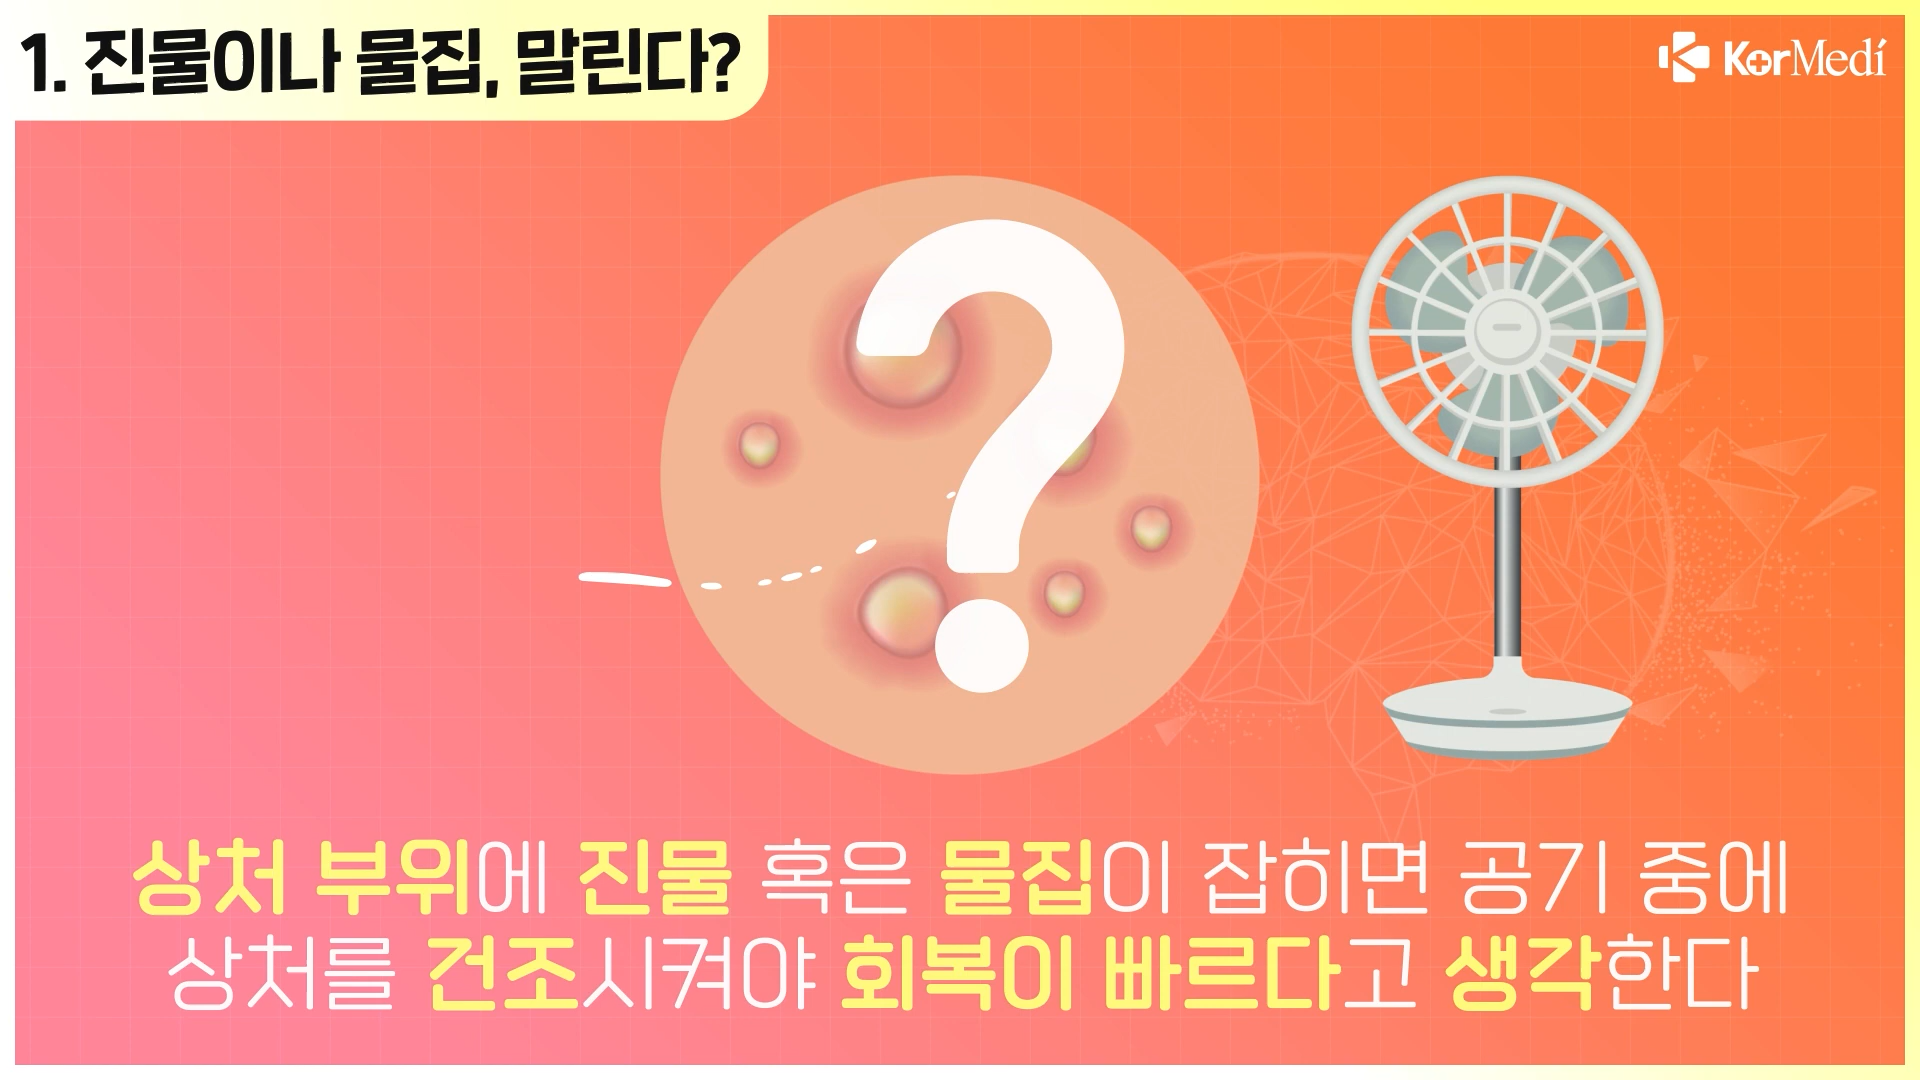 1. 진물이나 물집, 말린다?
KorMedi
?
상처 부위에 진물 혹은 물집이 잡히면 공기 중에
상처를 건조시켜야 회복이 빠르다고 생각한다